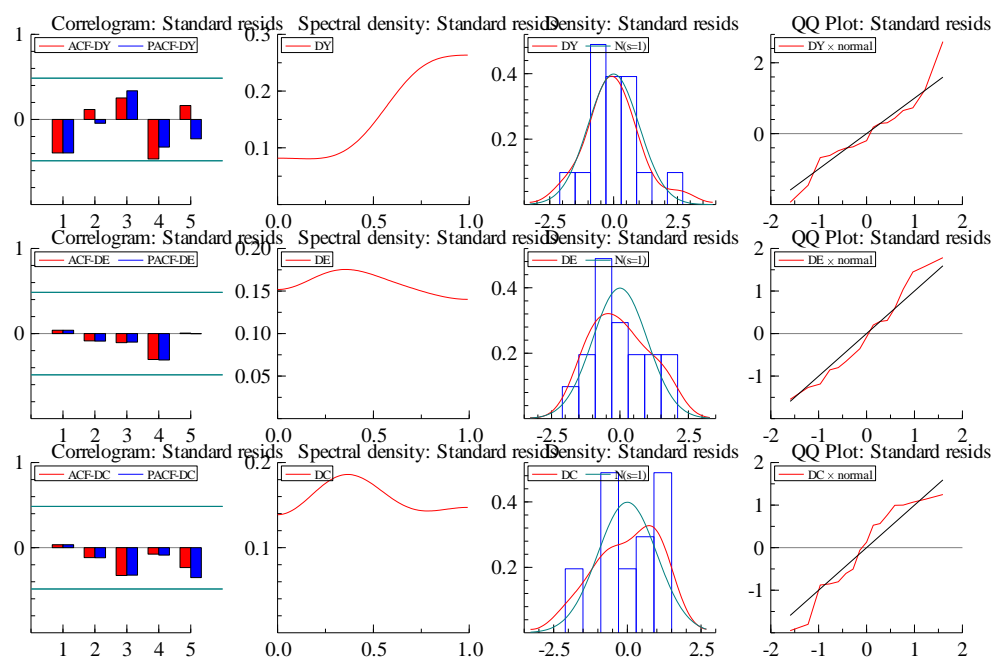 Correlogram: Standard resids Spectral density: Standard resids Density: Standard resids QQ Plot: Standard resids
1 ACF-DY PACF-DY 0.3 DY DY N(s=1) DY × normal
2
0.4
0 0.1 0.2 0
1 2 3 4 5 0.0 0.5 1.0 -2.5 0.0 2.5 -2 -1 0 1 2
Correlogram: Standard resids Spectral density: Standard resids Density: Standard resids QQ Plot: Standard resids
1 ACF-DE PACF-DE 0.20 DE DE N(s=1) 2 DE × normal
0.15 0.4 1
0 0.10 0
0.05 0.2 -1
1 2 3 4 5 0.0 0.5 1.0 -2.5 0.0 2.5 -2 -1 0 1 2
Correlogram: Standard resids Spectral density: Standard resids Density: Standard resids QQ Plot: Standard resids
1 ACF-DC PACF-DC 0.2 DC DC N(s=1) 2 DC × normal
0.4 1
0 0.1 0.2 0
-1
1 2 3 4 5 0.0 0.5 1.0 -2.5 0.0 2.5 -2 -1 0 1 2